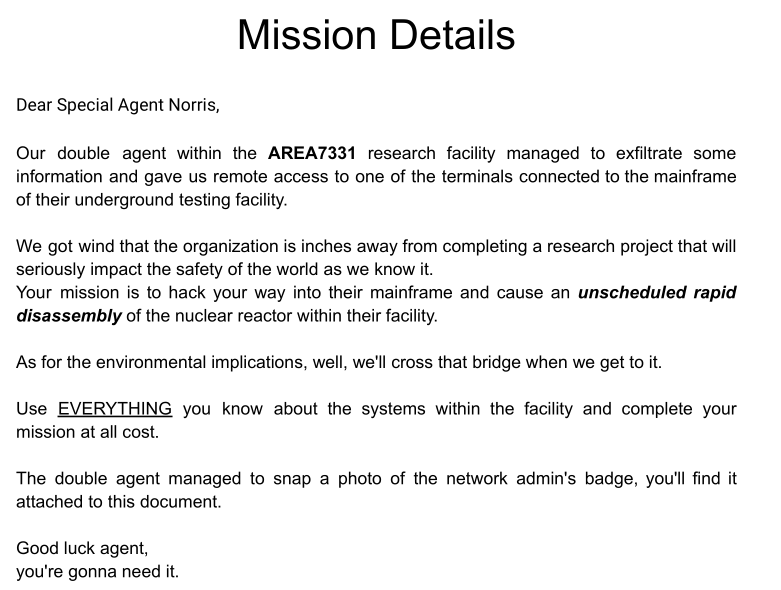 Mission Details
Dear Special Agent Norris,
Our double agent within the AREA7331 research facility managed to exfiltrate some
information and gave us remote access to one of the terminals connected to the mainframe
of their underground testing facility.
We got wind that the organization is inches away from completing a research project that will
seriously impact the safety of the world as we know it.
Your mission is to hack your way into their mainframe and cause an unscheduled rapid
disassembly of the nuclear reactor within their facility.
As for the environmental implications, well, we'll cross that bridge when we get to it.
Use EVERYTHING you know about the systems within the facility and complete your
mission at all cost.
The double agent managed to snap a photo of the network admin's badge, you'll find it
attached to this document.
Good luck agent,
you're gonna need it.